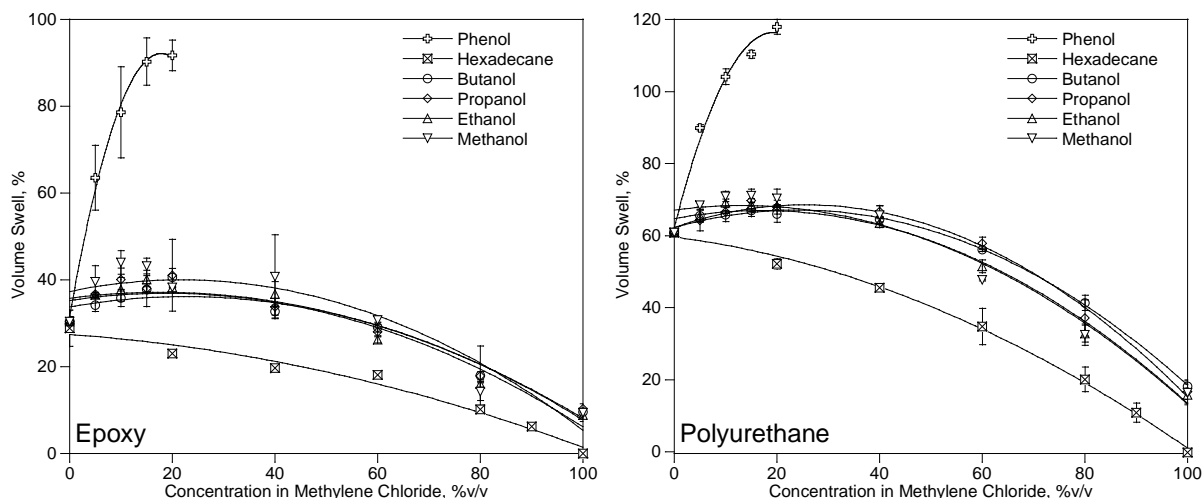 100
80
60
40
20
0
Volume Swell, %
Phenol
Hexadecane
Butanol
Propanol
Ethanol
Methanol
Epoxy
0 20 40 60 80 100
Concentration in Methylene Chloride, %v/v
120
100
80
60
40
20
0
Volume Swell, %
Phenol
Hexadecane
Butanol
Propanol
Ethanol
Methanol
Polyurethane
0 20 40 60 80 100
Concentration in Methylene Chloride, %v/v